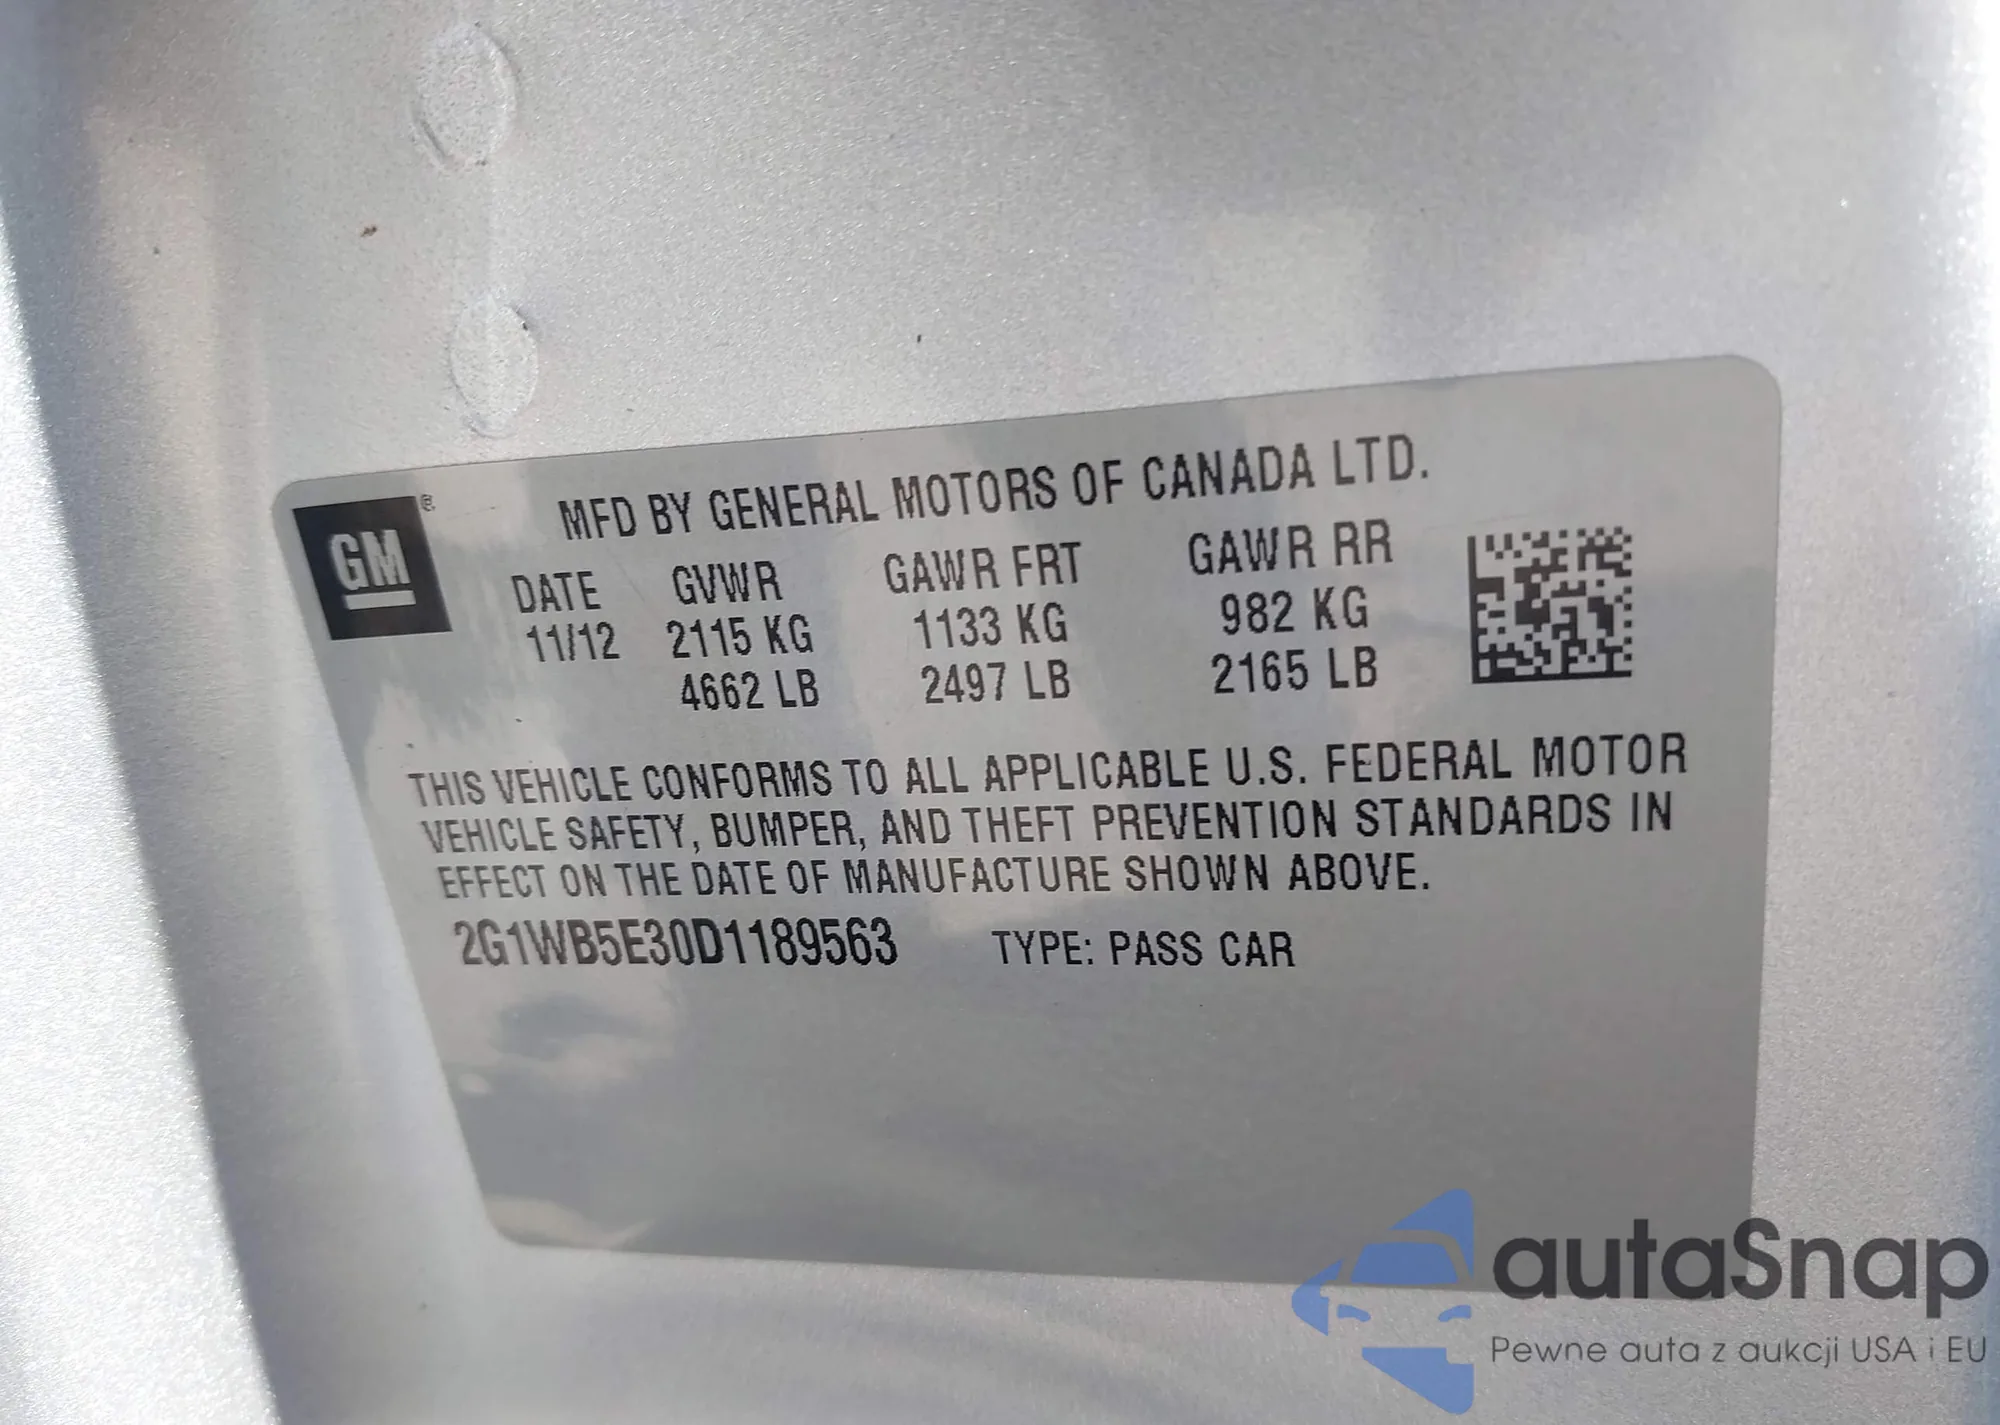 GM ®
MFD BY GENERAL MOTORS OF CANADA LTD.
DATE GVWR GAWR FRT GAWR RR
11/12 2115 KG 1133 KG 982 KG
4662 LB 2497 LB 2165 LB
THIS VEHICLE CONFORMS TO ALL APPLICABLE U.S. FEDERAL MOTOR
VEHICLE SAFETY, BUMPER, AND THEFT PREVENTION STANDARDS IN
EFFECT ON THE DATE OF MANUFACTURE SHOWN ABOVE.
2G1WB5E30D1189563 TYPE: PASS CAR
autaSnap
Pewne auta z aukcji USA i EU